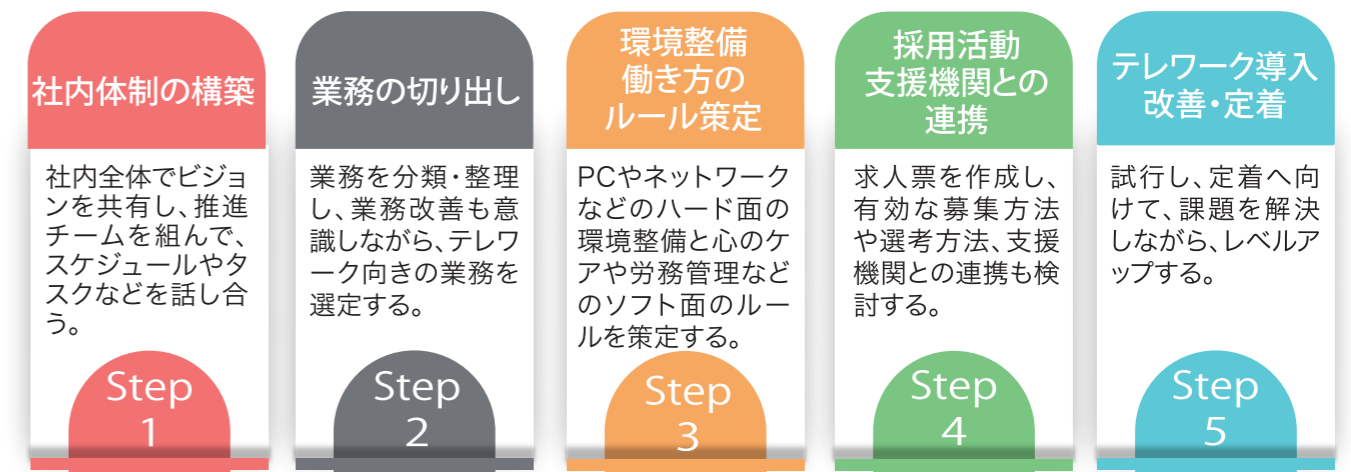 社内体制の構築
社内全体でビジョ
ンを共有し、推進
チームを組んで、
スケジュールやタ
スクなどを話し合
う。
Step
1
業務の切り出し
業務を分類・整理
し、業務改善も意
識しながら、テレワ
ーク向きの業務を
選定する。
Step
2
環境整備
働き方の
ルール策定
PCやネットワーク
などのハード面の
環境整備と心のケ
アや労務管理など
のソフト面のルー
ルを策定する。
Step
3
採用活動
支援機関との
連携
求人票を作成し、
有効な募集方法
や選考方法、支援
機関との連携も検
討する。
Step
4
テレワーク導入
改善・定着
試行し、定着へ向
けて、課題を解決
しながら、レベルア
ップする。
Step
5